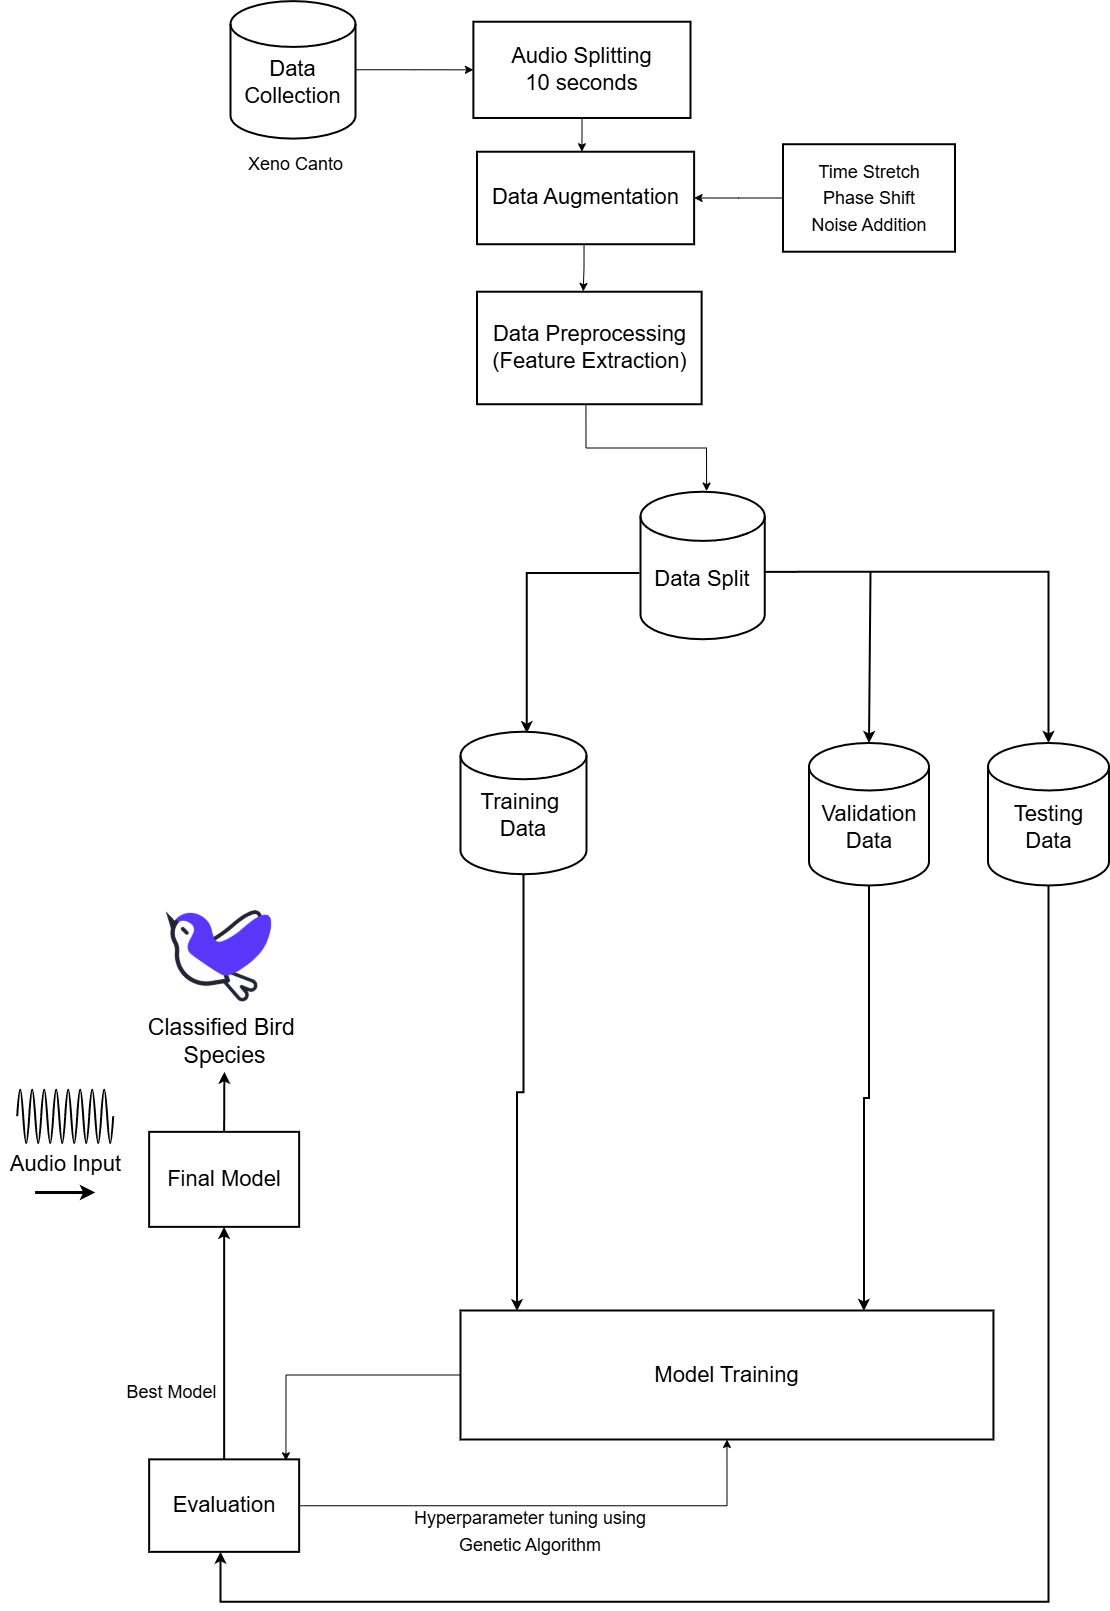 Data
Collection
Xeno Canto
Audio Splitting
10 seconds
Data Augmentation
Time Stretch
Phase Shift
Noise Addition
Data Preprocessing
(Feature Extraction)
Data Split
Training
Data
Validation
Data
Testing
Data
Classified Bird
Species
Audio Input
Final Model
Best Model
Model Training
Evaluation
Hyperparameter tuning using
Genetic Algorithm